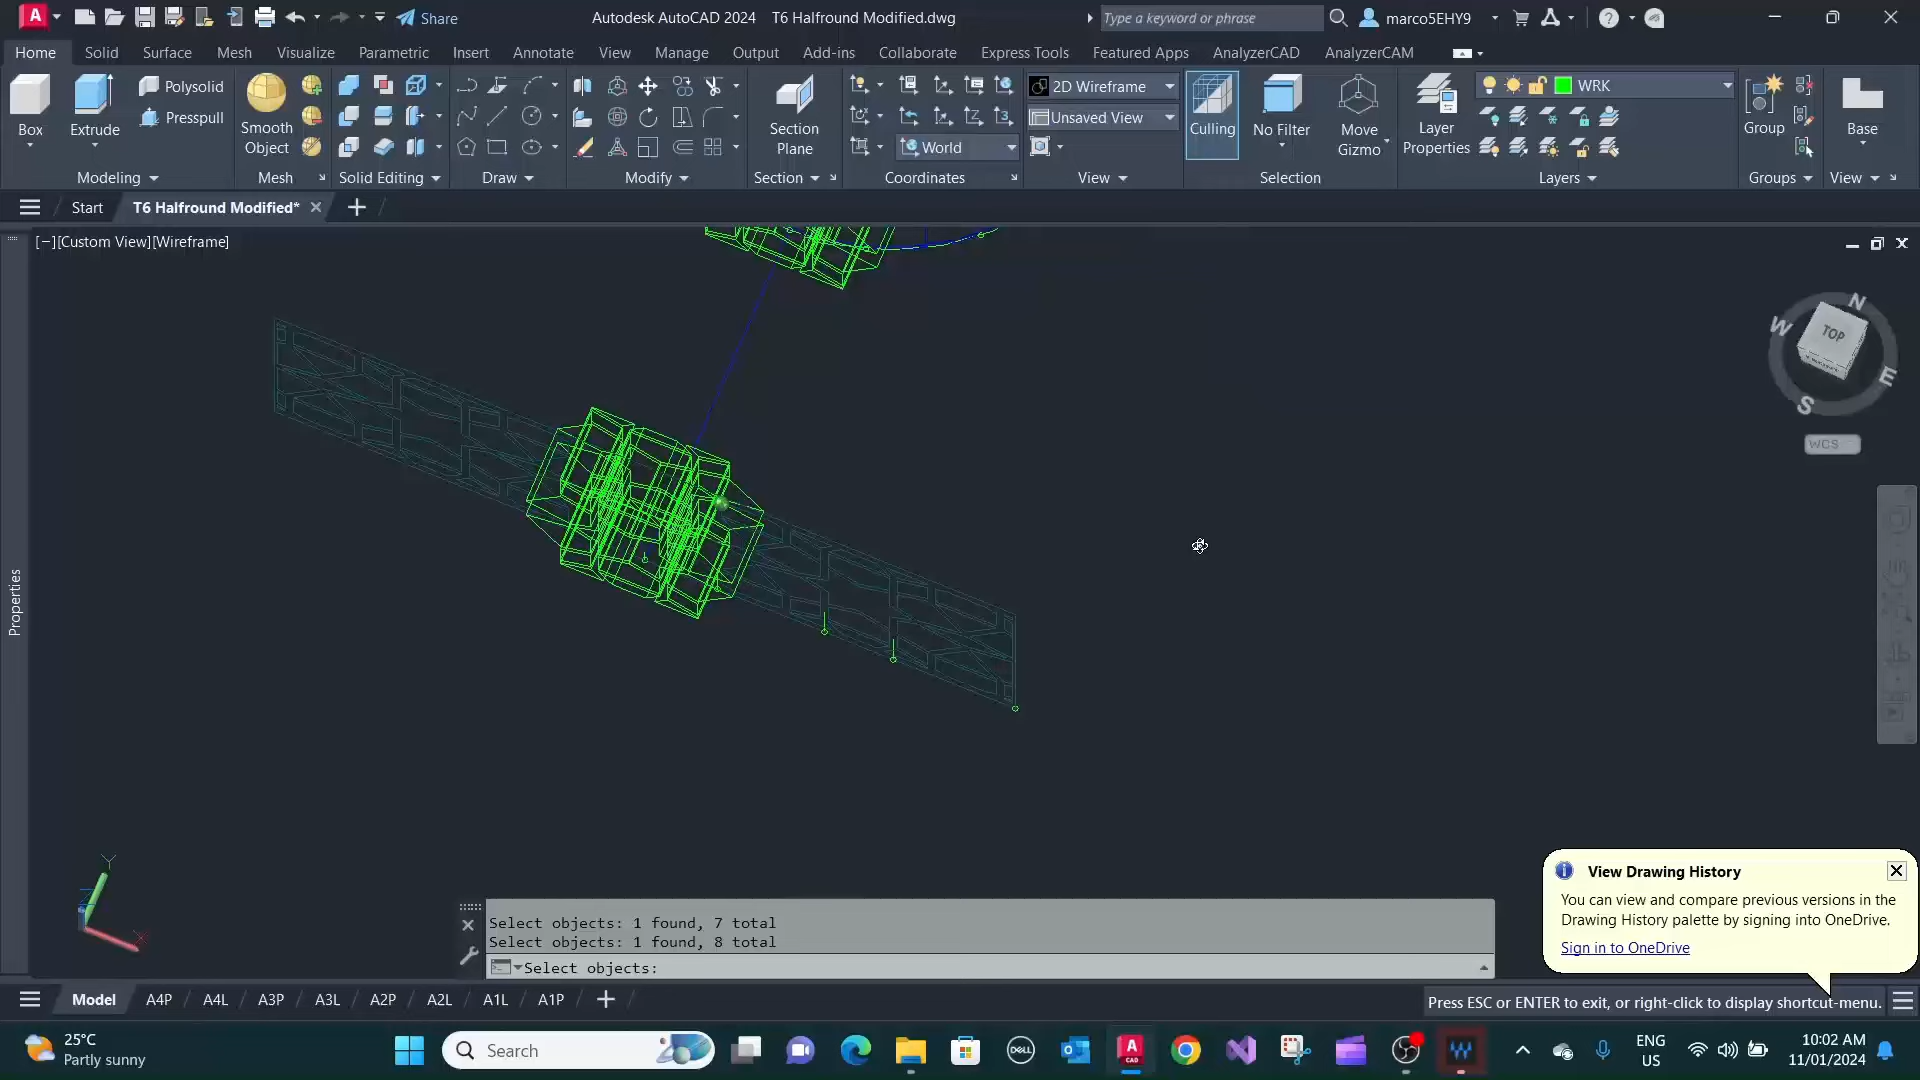 Share
Autodesk AutoCAD 2024 T6 Halfround Modified.dwg
Type a keyword or phrase
marco5EHY9
Home Solid Surface Mesh Visualize Parametric Insert Annotate View Manage Output Add-ins Collaborate Express Tools Featured Apps AnalyzerCAD AnalyzerCAM
Box
Extrude
Polysolid
Presspull
Modeling
Smooth
Object
Mesh
Solid Editing
Draw
Modify
Section
Plane
Section
World
Coordinates
2D Wireframe
Unsaved View
View
Culling
No Filter
Move
Gizmo
Selection
Layer
Properties
WRK
Layers
Group
Groups
Base
View
Start
T6 Halfround Modified*
[−][Custom View][Wireframe]
Properties
N
W
TOP
E
S
WCS
Y
X
Select objects: 1 found, 7 total
Select objects: 1 found, 8 total
Select objects:
View Drawing History
You can view and compare previous versions in the
Drawing History palette by signing into OneDrive.
Sign in to OneDrive
Model A4P A4L A3P A3L A2P A2L A1L A1P
Press ESC or ENTER to exit, or right-click to display shortcut-menu.
25°C
Partly sunny
Search
DELL
A
CAD
ENG
US
10:02 AM
11/01/2024